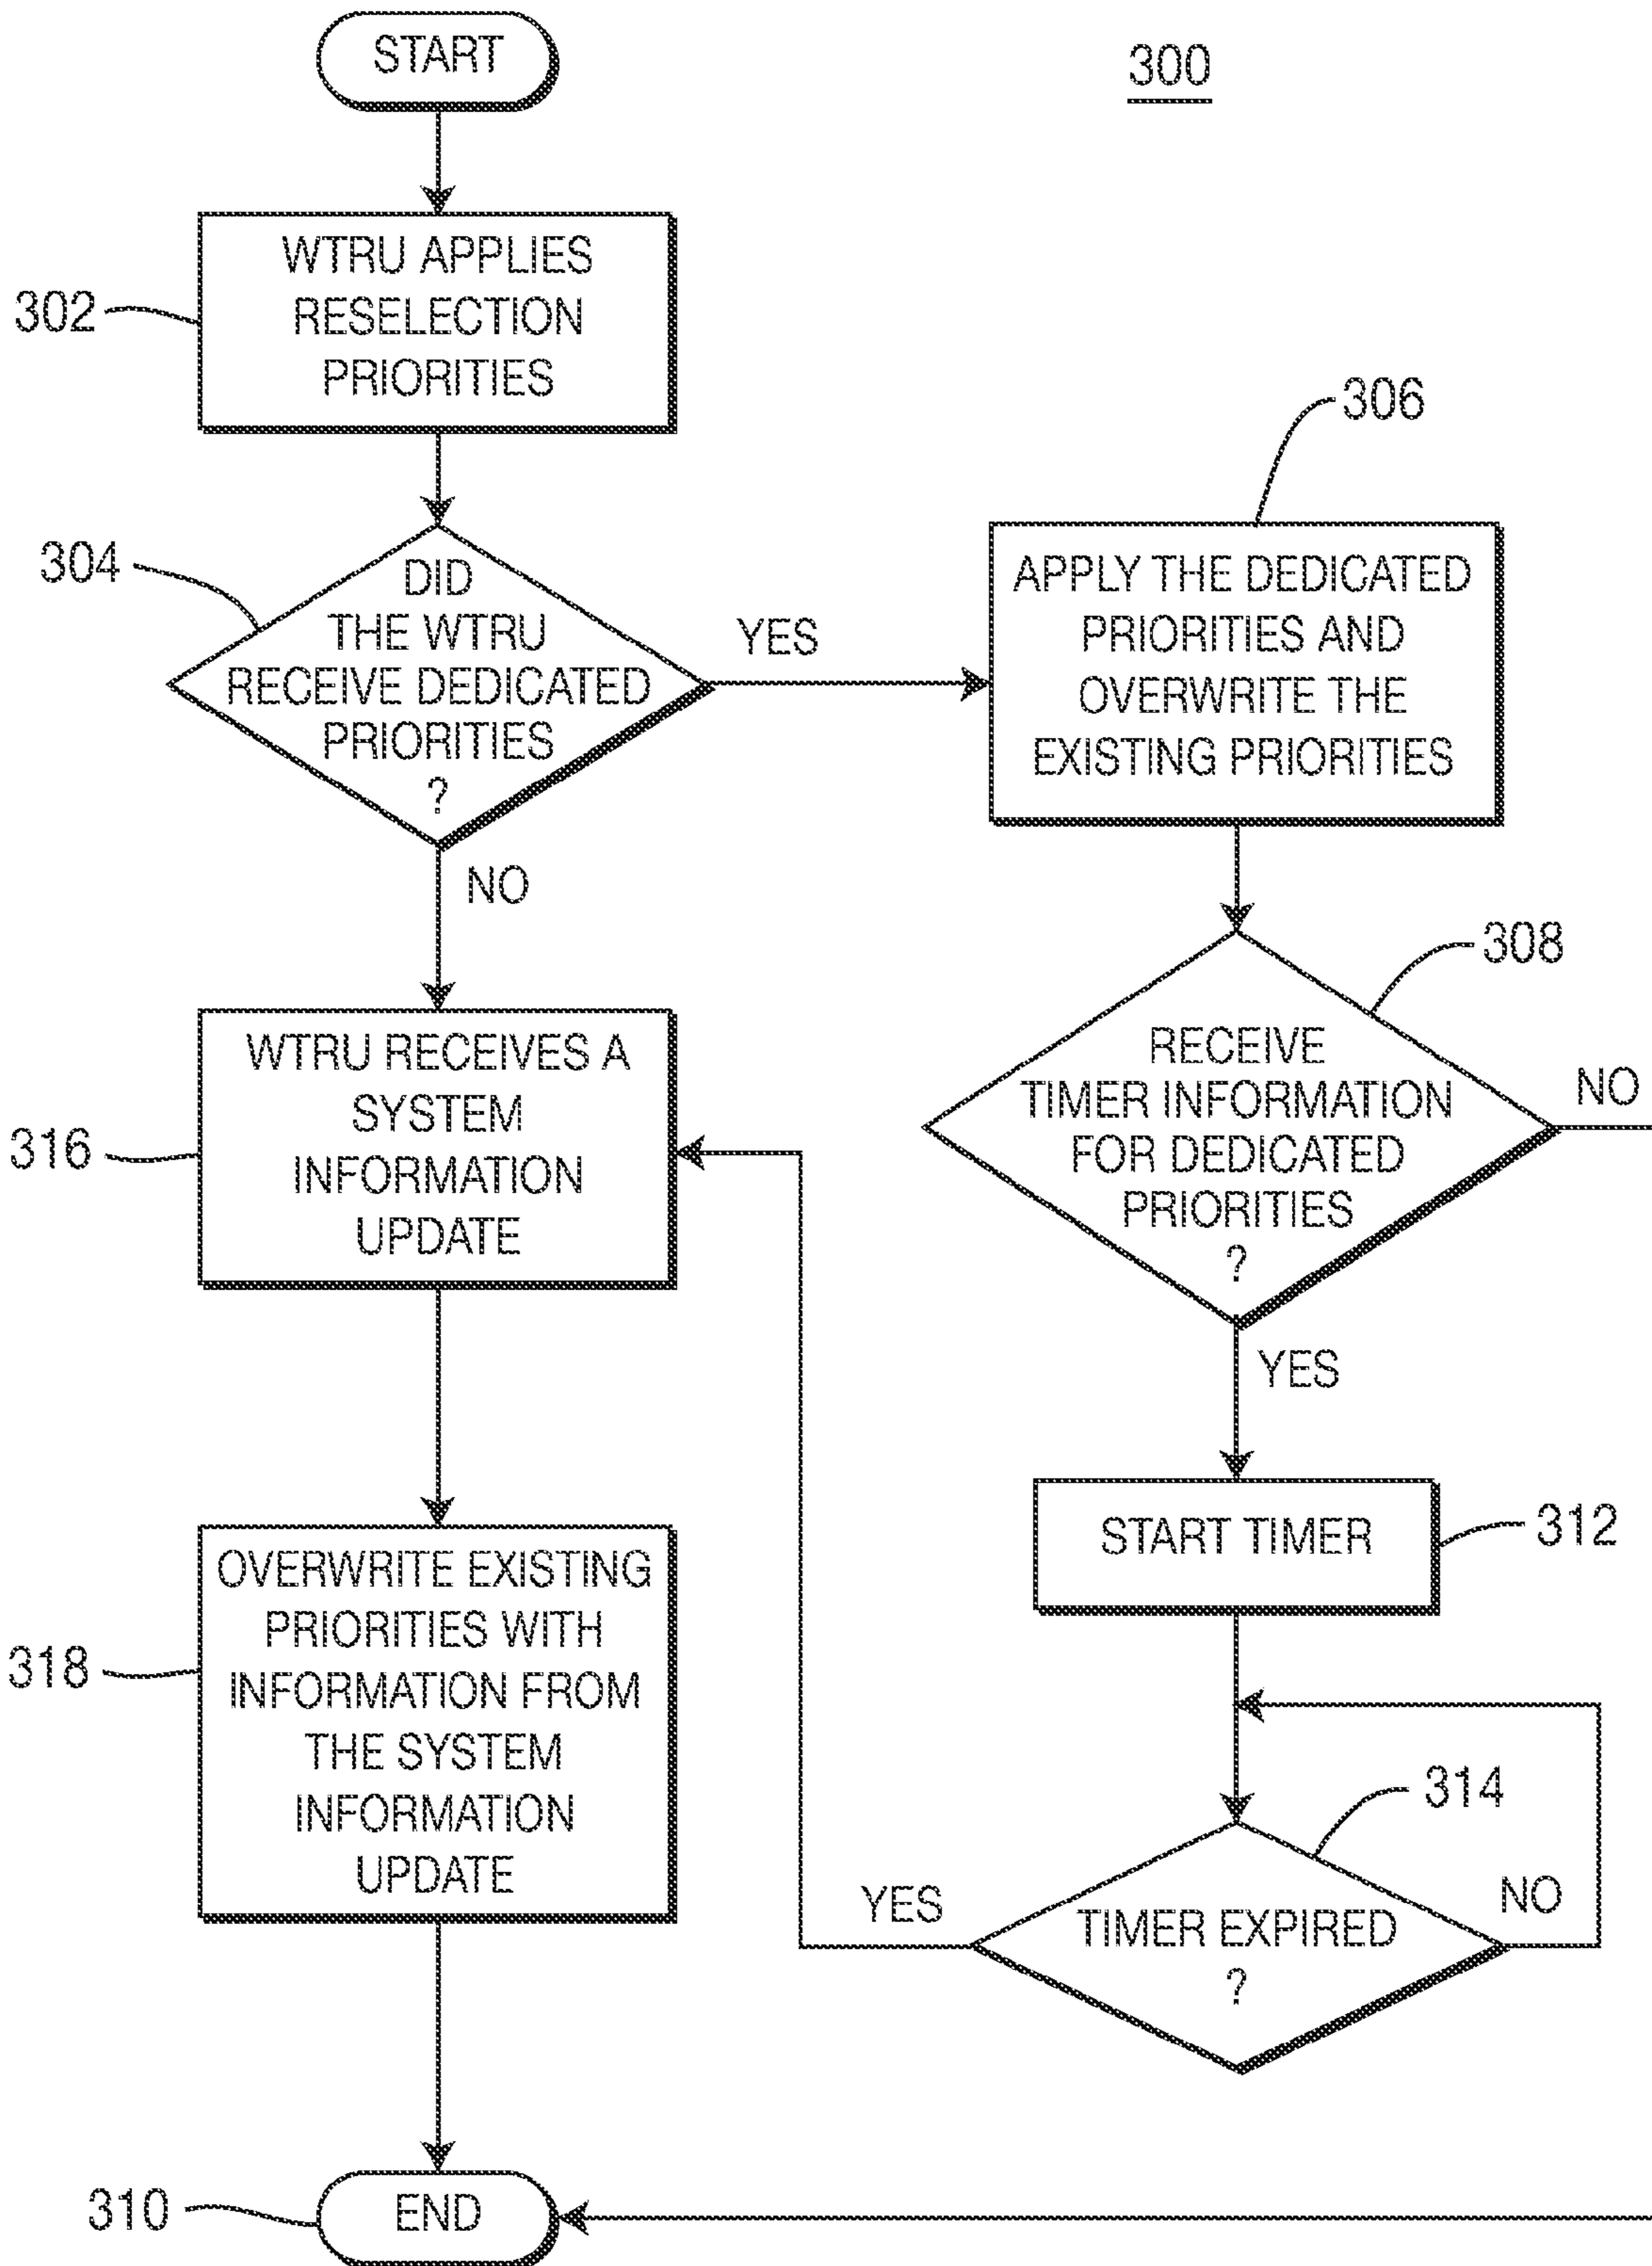 START
300
302
WTRU APPLIES
RESELECTION
PRIORITIES
304
DID
THE WTRU
RECEIVE DEDICATED
PRIORITIES
?
YES
NO
306
APPLY THE DEDICATED
PRIORITIES AND
OVERWRITE THE
EXISTING PRIORITIES
308
RECEIVE
TIMER INFORMATION
FOR DEDICATED
PRIORITIES
?
NO
YES
316
WTRU RECEIVES A
SYSTEM
INFORMATION
UPDATE
START TIMER
312
318
OVERWRITE EXISTING
PRIORITIES WITH
INFORMATION FROM
THE SYSTEM
INFORMATION
UPDATE
314
YES
TIMER EXPIRED
?
NO
310
END